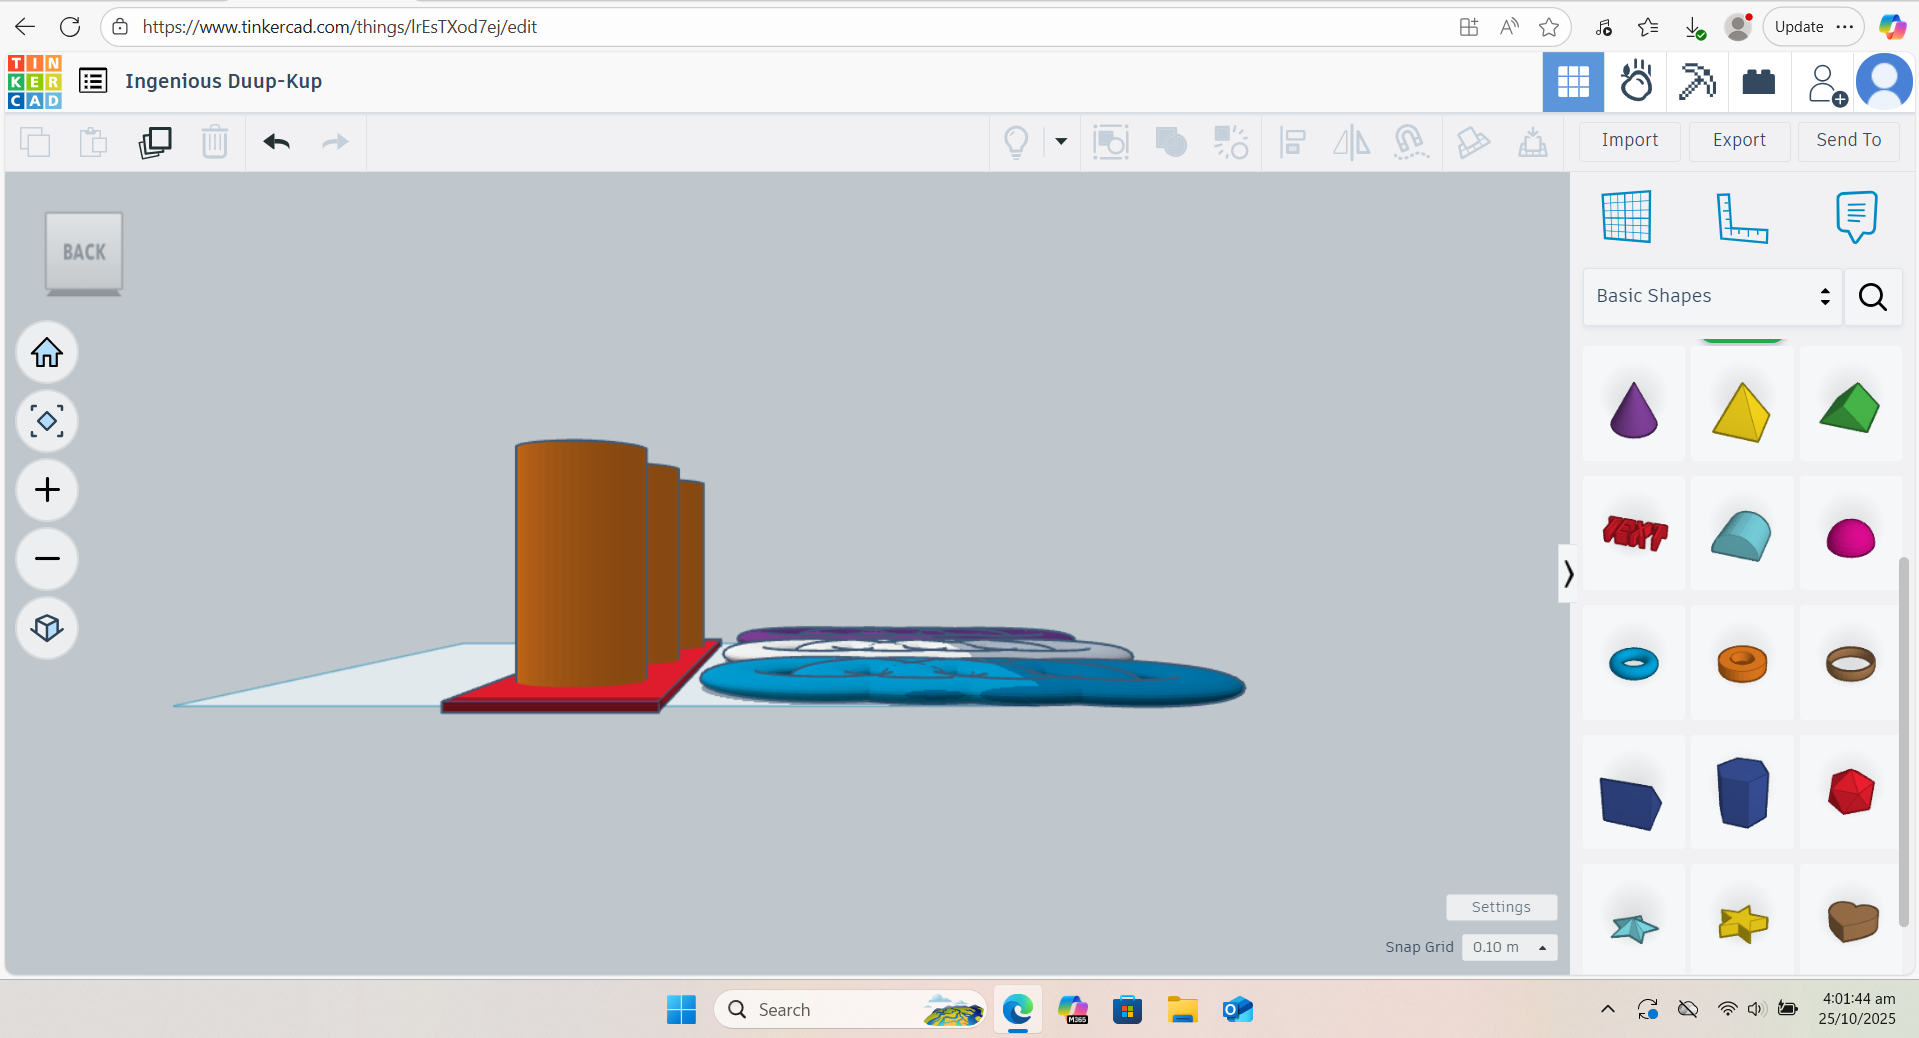 https://www.tinkercad.com/things/lrEsTXod7ej/edit
Update
TIN
KER
CAD
Ingenious Duup-Kup
Import
Export
Send To
BACK
Basic Shapes
TEXT
Settings
Snap Grid
0.10 m
Search
M365
4:01:44 am
25/10/2025